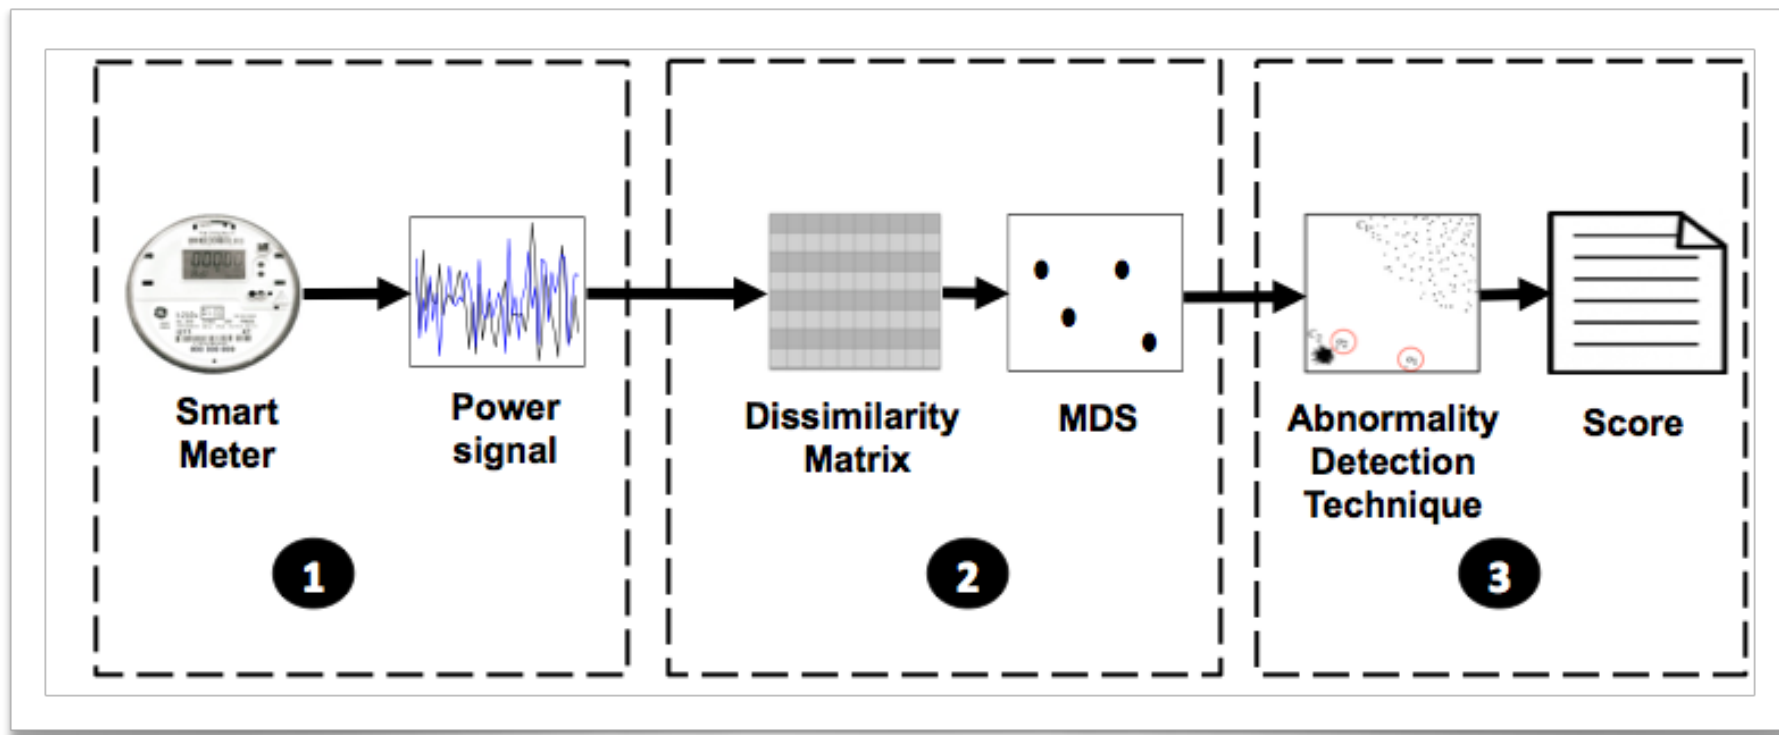 Smart
Meter
Power
signal
Dissimilarity
Matrix
MDS
Abnormality
Detection
Technique
Score
1
2
3